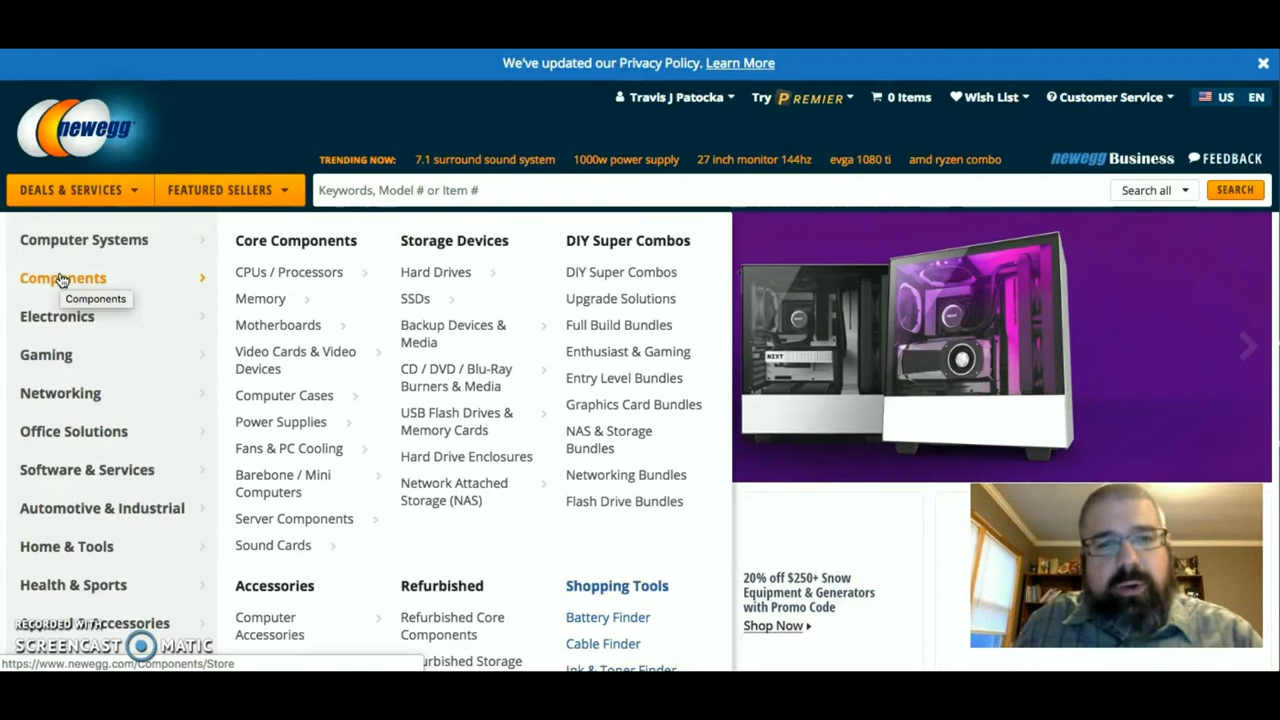 We've updated our Privacy Policy. Learn More
Travis J Patocka
Try PREMIER
0 Items
Wish List
Customer Service
US
EN
newegg
TRENDING NOW: 7.1 surround sound system 1000w power supply 27 inch monitor 144hz evga 1080 ti amd ryzen combo
newegg Business
FEEDBACK
DEALS & SERVICES
FEATURED SELLERS
Keywords, Model # or Item #
Search all
SEARCH
Computer Systems
Components
Components
Electronics
Gaming
Networking
Office Solutions
Software & Services
Automotive & Industrial
Home & Tools
Health & Sports
Accessories
Core Components
CPUs / Processors
Memory
Motherboards
Video Cards & Video
Devices
Computer Cases
Power Supplies
Fans & PC Cooling
Barebone / Mini
Computers
Server Components
Sound Cards
Accessories
Computer
Accessories
Storage Devices
Hard Drives
SSDs
Backup Devices &
Media
CD / DVD / Blu-Ray
Burners & Media
USB Flash Drives &
Memory Cards
Hard Drive Enclosures
Network Attached
Storage (NAS)
Refurbished
Refurbished Core
Components
Refurbished Storage
DIY Super Combos
DIY Super Combos
Upgrade Solutions
Full Build Bundles
Enthusiast & Gaming
Entry Level Bundles
Graphics Card Bundles
NAS & Storage
Bundles
Networking Bundles
Flash Drive Bundles
Shopping Tools
Battery Finder
Cable Finder
Ink & Toner Finder
NZXT
20% off $250+ Snow
Equipment & Generators
with Promo Code
Shop Now
RECORDED WITH
SCREENCAST MATIC
https://www.newegg.com/Components/Store